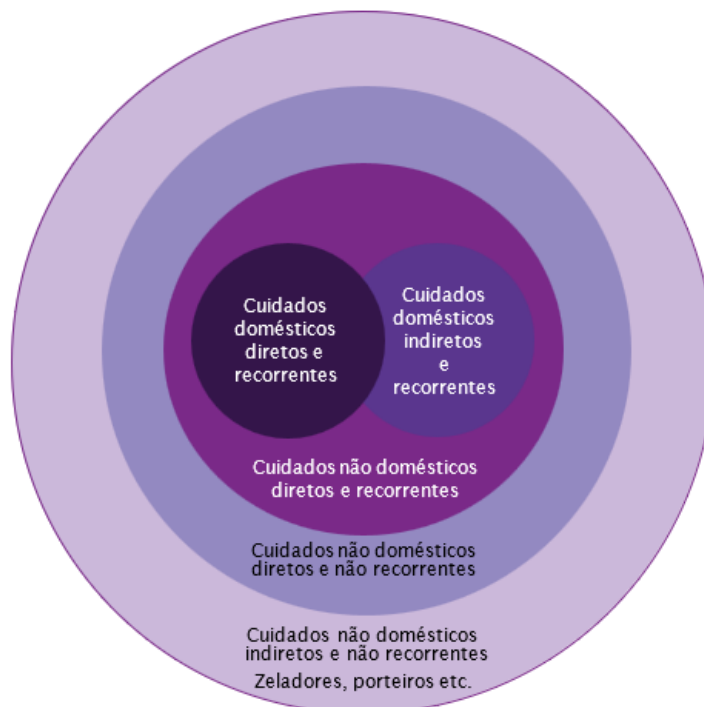 Cuidados
domésticos
diretos e
recorrentes
Cuidados
domésticos
indiretos
e
recorrentes
Cuidados não domésticos
diretos e recorrentes
Cuidados não domésticos
diretos e não recorrentes
Cuidados não domésticos
indiretos e não recorrentes
Zeladores, porteiros etc.